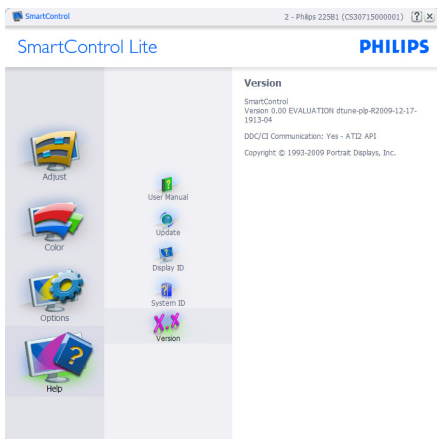 SmartControl
2 - Philips 225B1 (CS30715000001)
?
X
SmartControl Lite
PHILIPS
Adjust
Color
Options
Help
User Manual
Update
Display ID
System ID
X.X
Version
Version
SmartControl
Version 0.00 EVALUATION dtune-plp-R2009-12-17-
1913-04
DDC/CI Communication: Yes - ATI2 API
Copyright © 1993-2009 Portrait Displays, Inc.